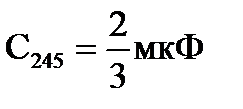 C₂₄₅ = 2/3 мкФ